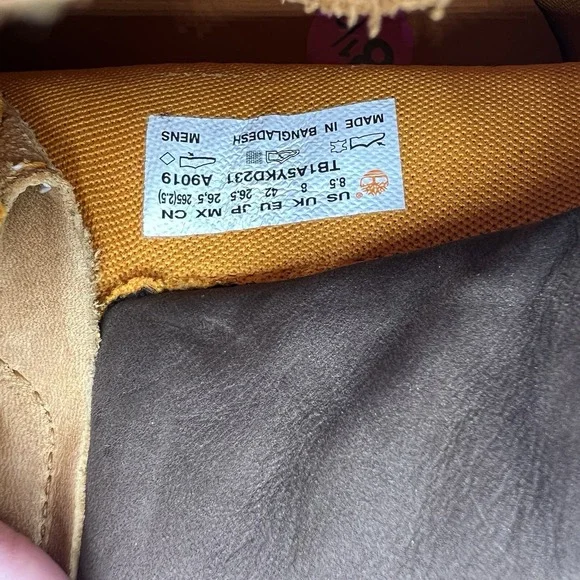 US UK EU JP MX CN
8.5 8 42 26.5 26,5 265(2.5)
TB1A5YKD231 A9019
MADE IN BANGLADESH MENS